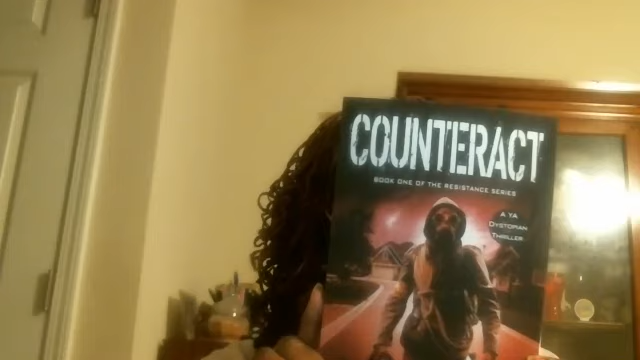 COUNTERACT
BOOK ONE OF THE RESISTANCE SERIES
A YA
DYSTOPIAN
THRILLER